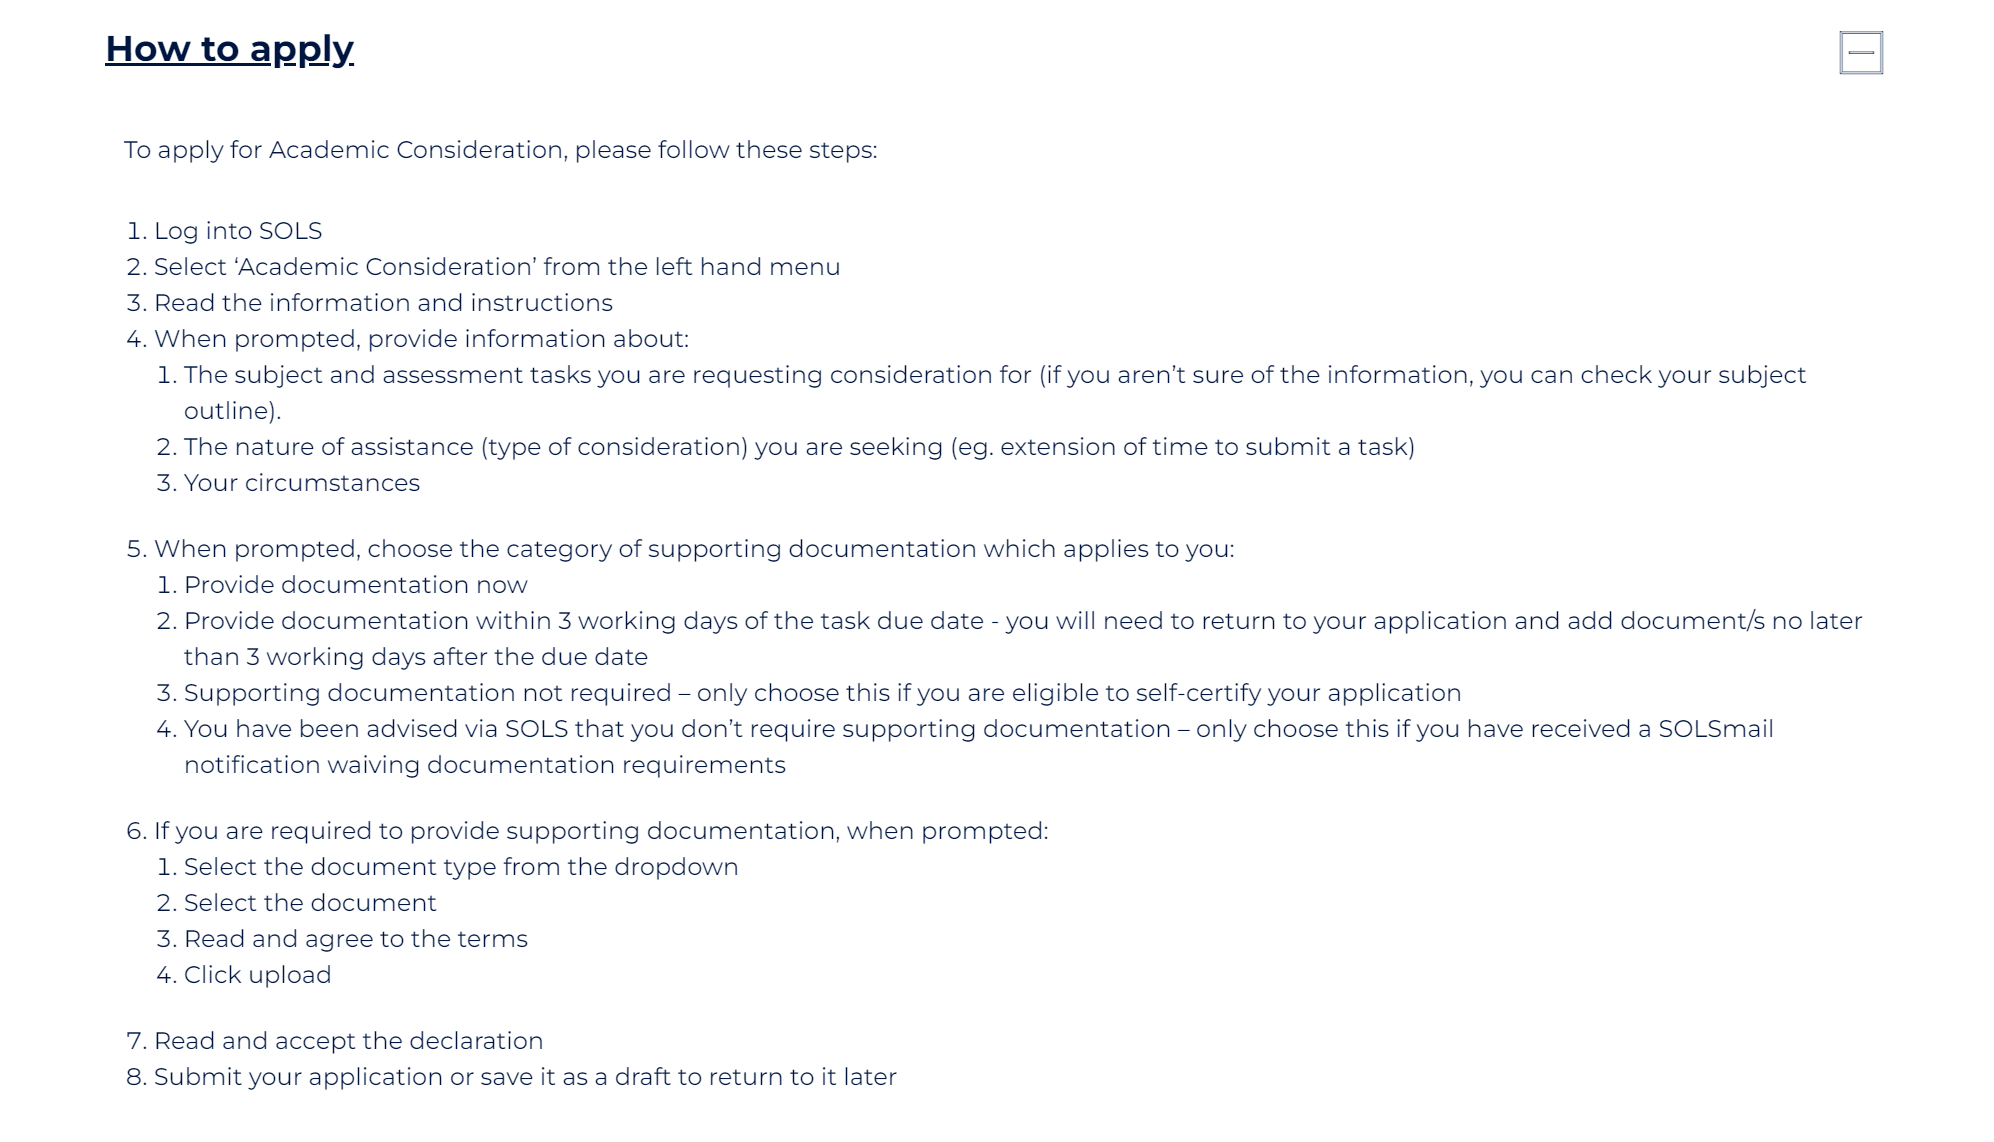 How to apply
To apply for Academic Consideration, please follow these steps:
1. Log into SOLS
2. Select ‘Academic Consideration’ from the left hand menu
3. Read the information and instructions
4. When prompted, provide information about:
1. The subject and assessment tasks you are requesting consideration for (if you aren’t sure of the information, you can check your subject
outline).
2. The nature of assistance (type of consideration) you are seeking (eg. extension of time to submit a task)
3. Your circumstances
5. When prompted, choose the category of supporting documentation which applies to you:
1. Provide documentation now
2. Provide documentation within 3 working days of the task due date - you will need to return to your application and add document/s no later
than 3 working days after the due date
3. Supporting documentation not required – only choose this if you are eligible to self-certify your application
4. You have been advised via SOLS that you don’t require supporting documentation – only choose this if you have received a SOLSmail
notification waiving documentation requirements
6. If you are required to provide supporting documentation, when prompted:
1. Select the document type from the dropdown
2. Select the document
3. Read and agree to the terms
4. Click upload
7. Read and accept the declaration
8. Submit your application or save it as a draft to return to it later